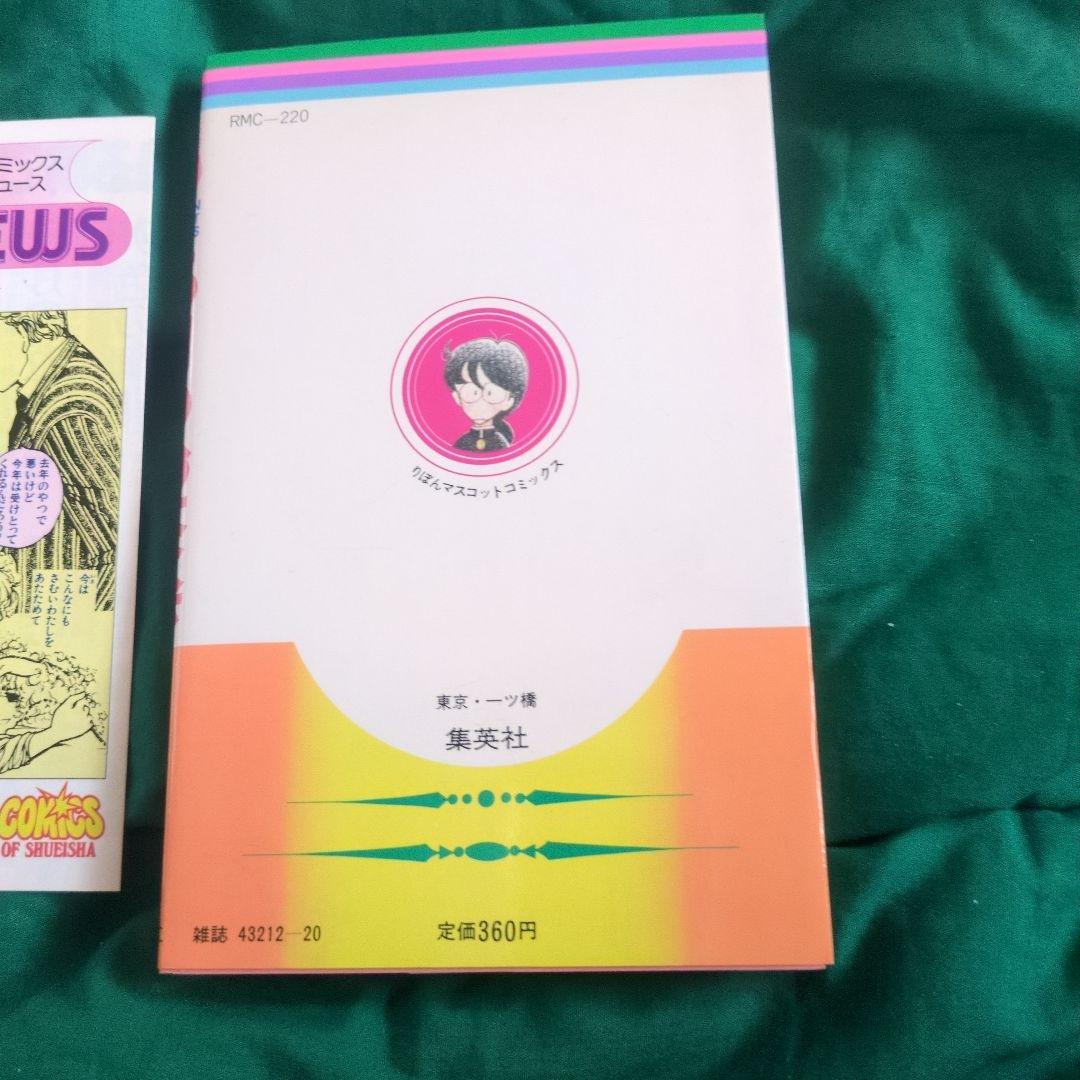 ミックス
ュース
EWS
去年のやつで
悪いけど
今年は受けとって
今は
こんなにも
さむいわたしを
あたためて
COMICS
OF SHUEISHA
RMC-220
りぼんマスコットコミックス
東京・一ツ橋
集英社
雑誌 43212-20
定価360円